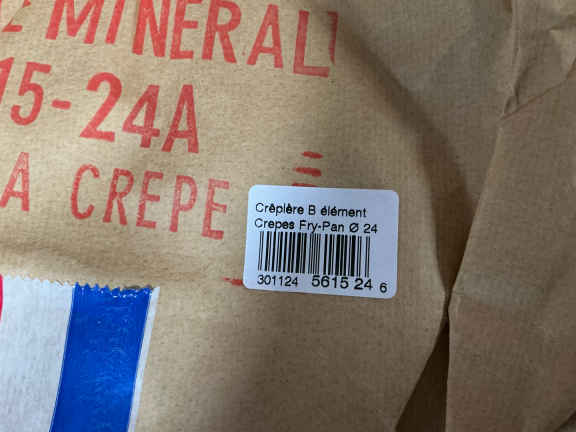 E MINERAL
15-24A
A CREPE
Crêpière B élément
Crepes Fry-Pan Ø 24
301124 5615 24 6